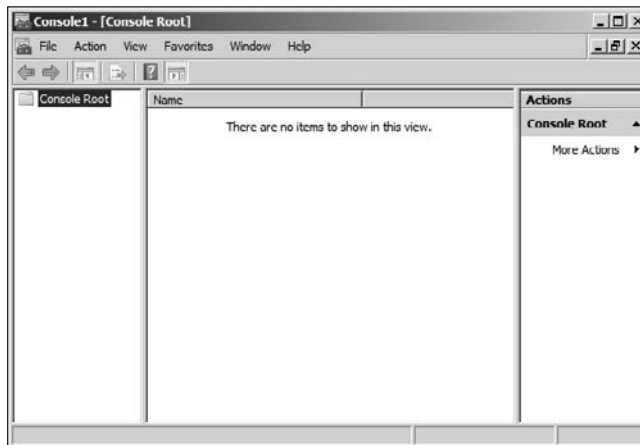 Console1 - [Console Root]
File Action View Favorites Window Help
Console Root
Name
There are no items to show in this view.
Actions
Console Root
More Actions